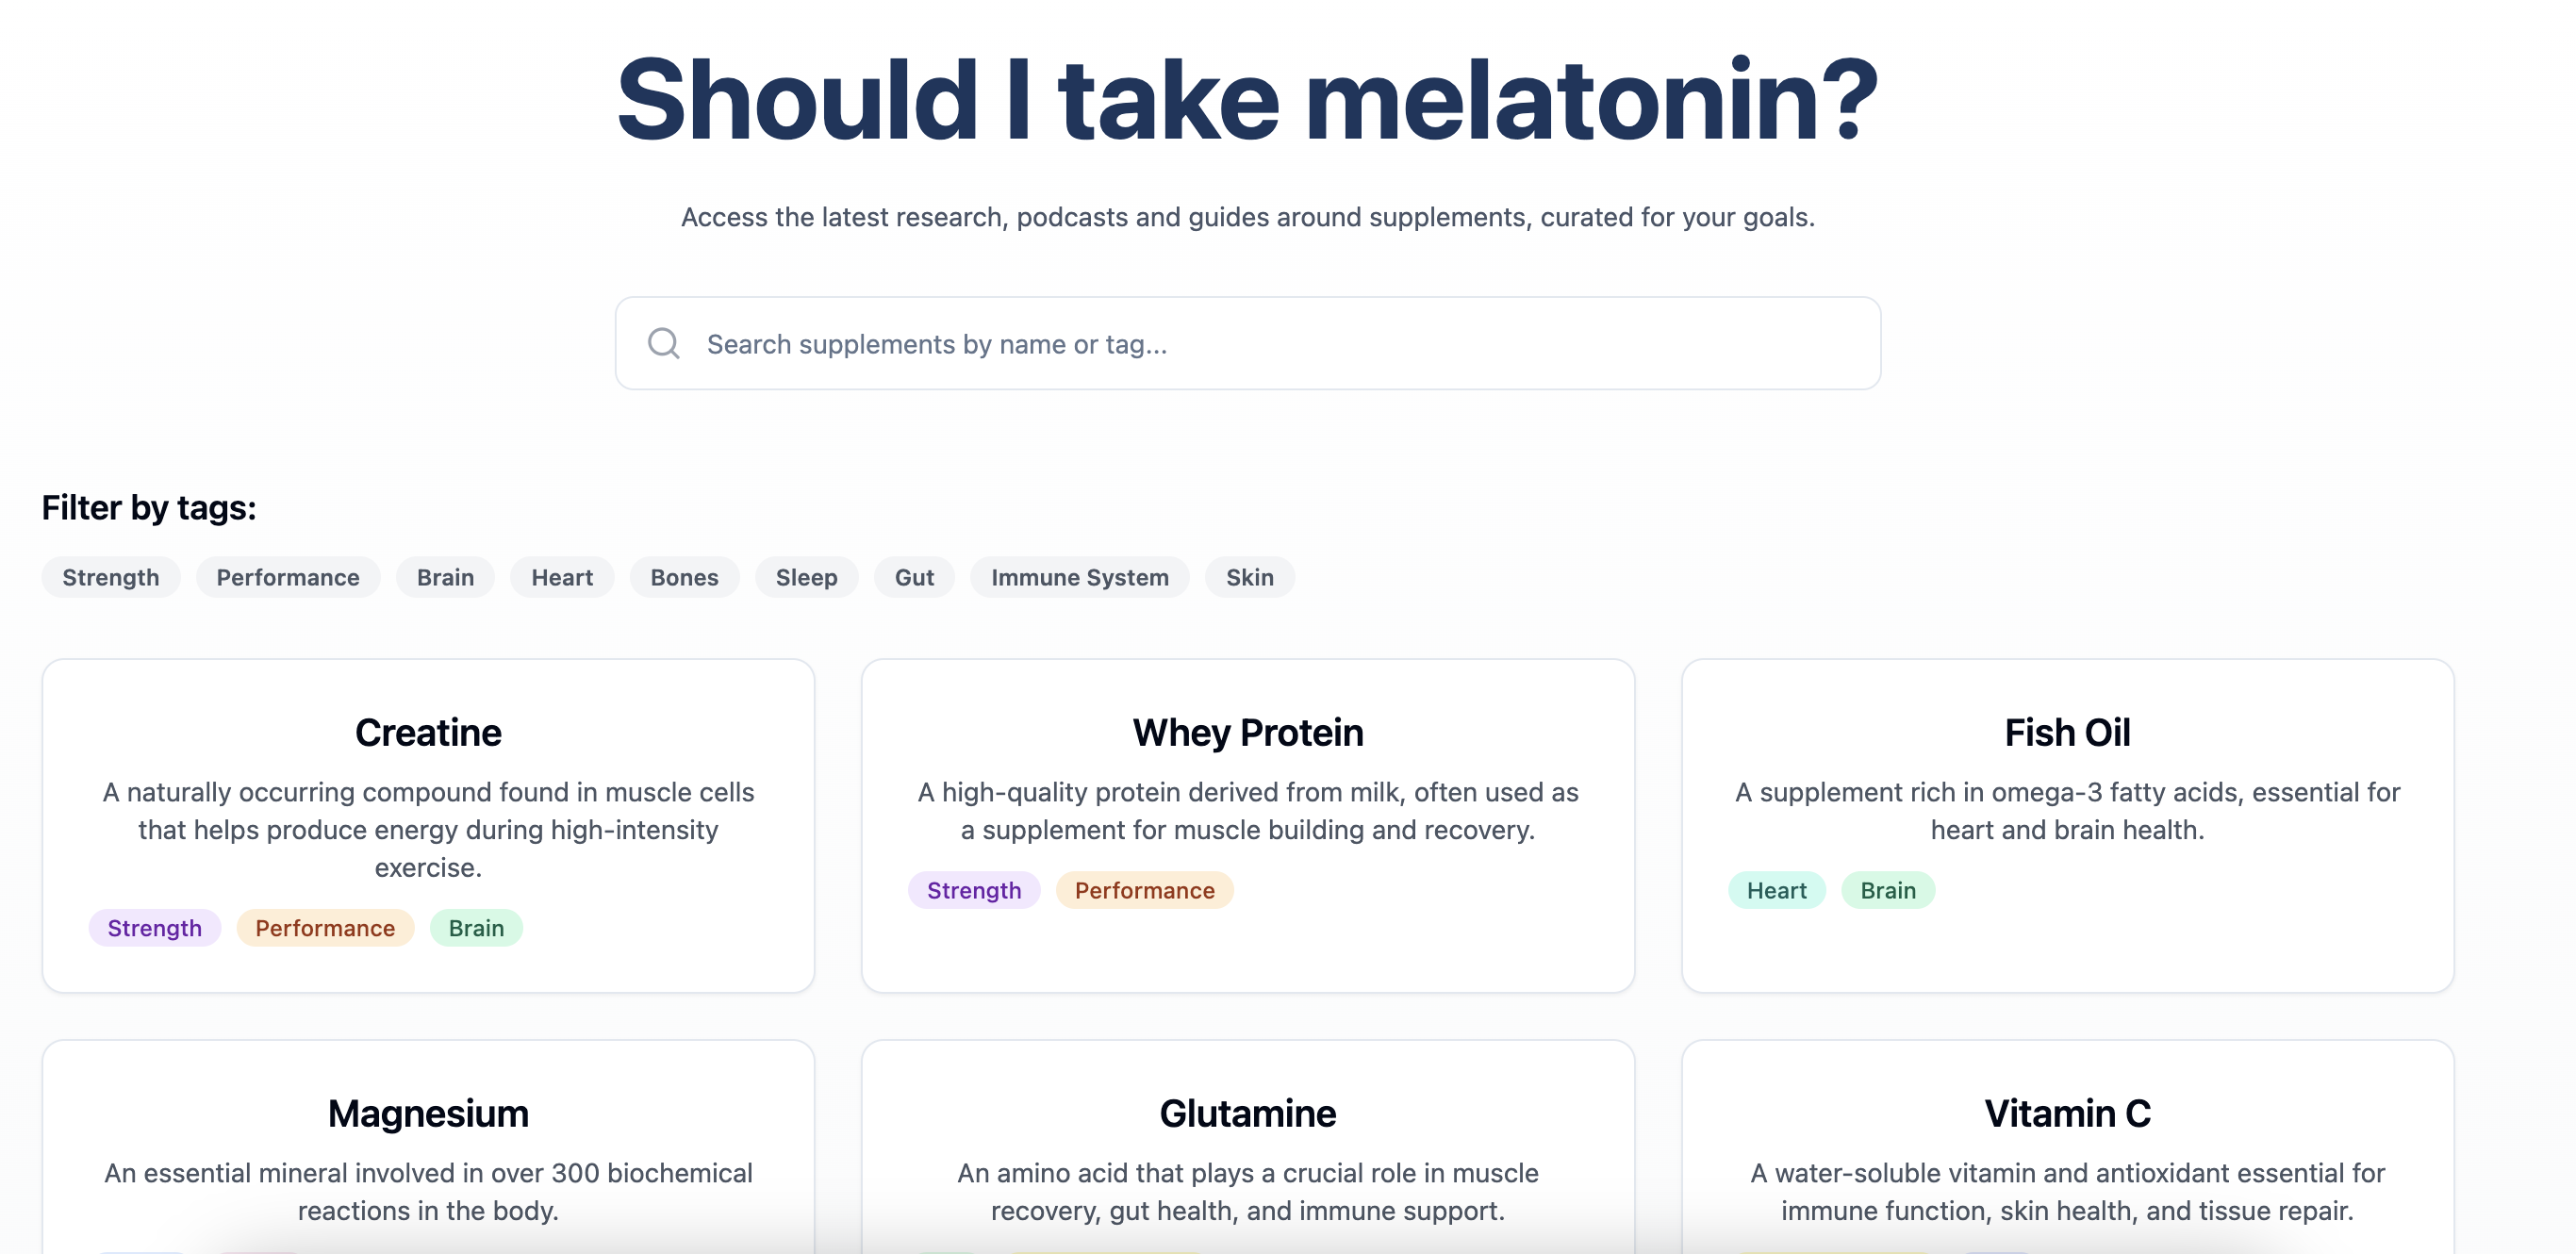 Should I take melatonin?
Access the latest research, podcasts and guides around supplements, curated for your goals.
Search supplements by name or tag...
Filter by tags:
Strength Performance Brain Heart Bones Sleep Gut Immune System Skin
Creatine
A naturally occurring compound found in muscle cells
that helps produce energy during high-intensity
exercise.
Strength Performance Brain
Whey Protein
A high-quality protein derived from milk, often used as
a supplement for muscle building and recovery.
Strength Performance
Fish Oil
A supplement rich in omega-3 fatty acids, essential for
heart and brain health.
Heart Brain
Magnesium
An essential mineral involved in over 300 biochemical
reactions in the body.
Glutamine
An amino acid that plays a crucial role in muscle
recovery, gut health, and immune support.
Vitamin C
A water-soluble vitamin and antioxidant essential for
immune function, skin health, and tissue repair.